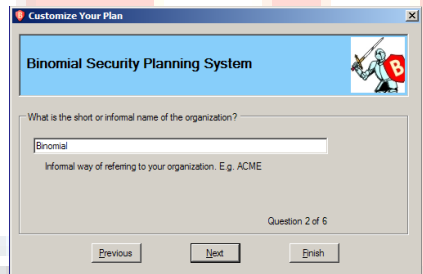 Customize Your Plan
Binomial Security Planning System
B
What is the short or informal name of the organization?
Binomial
Informal way of referring to your organization. E.g. ACME
Question 2 of 6
Previous Next Finish